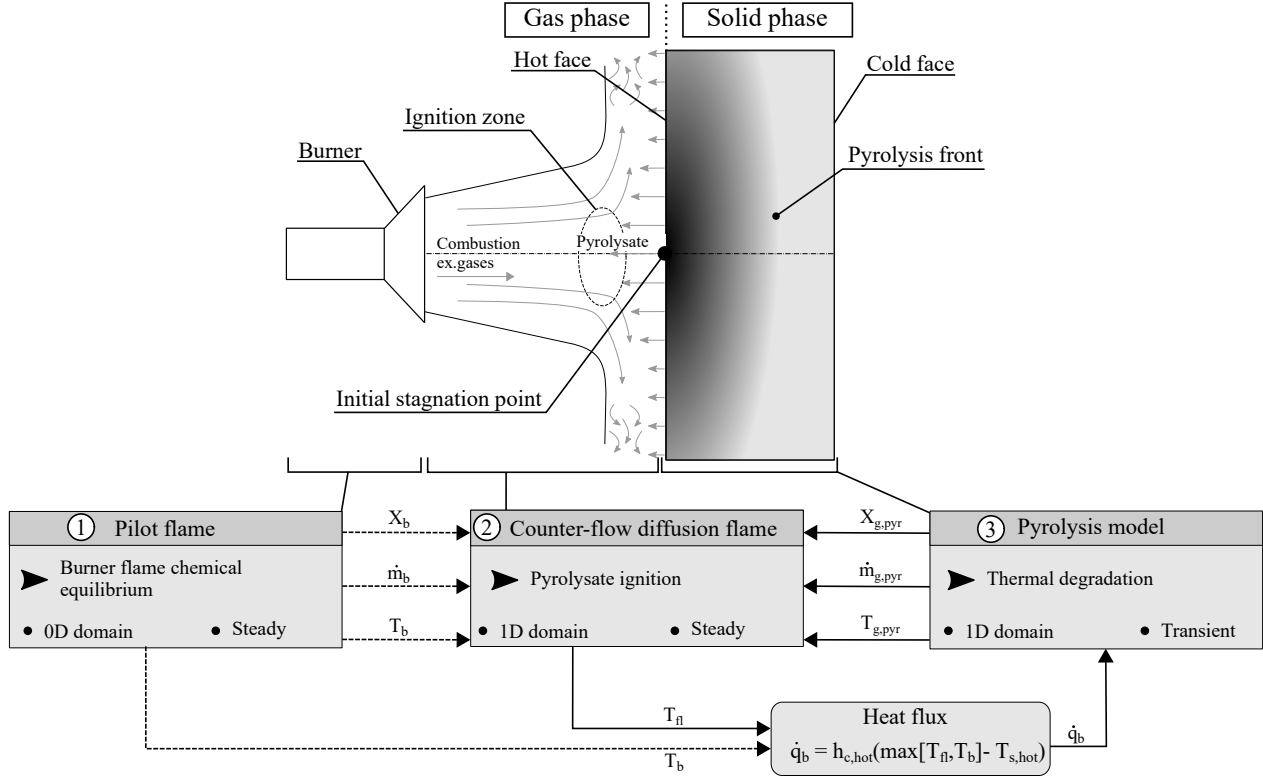 Gas phase
Solid phase
Hot face
Cold face
Ignition zone
Burner
Pyrolysis front
Combustion
ex.gases
Pyrolysate
Initial stagnation point
1 Pilot flame
Burner flame chemical
equilibrium
0D domain
Steady
X_b
ṁ_b
T_b
2 Counter-flow diffusion flame
Pyrolysate ignition
1D domain
Steady
X_g,pyr
ṁ_g,pyr
T_g,pyr
3 Pyrolysis model
Thermal degradation
1D domain
Transient
T_fl
T_b
Heat flux
q̇_b = h_c,hot(max[T_fl,T_b]- T_s,hot)
q̇_b